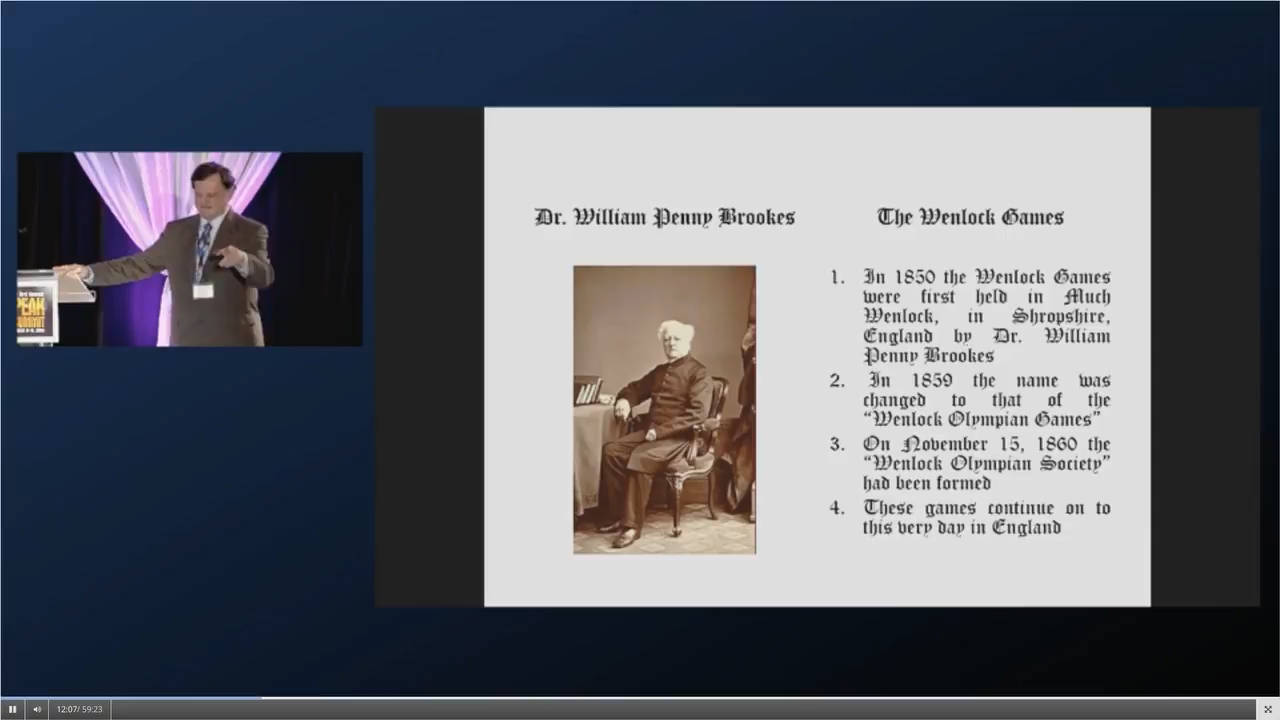 PEAK
SUMMIT
Dr. William Penny Brookes
The Wenlock Games
1. In 1850 the Wenlock Games
were first held in Much
Wenlock, in Shropshire,
England by Dr. William
Penny Brookes
2. In 1859 the name was
changed to that of the
“Wenlock Olympian Games”
3. On November 15, 1860 the
“Wenlock Olympian Society”
had been formed
4. These games continue on to
this very day in England
12:07/ 59:23